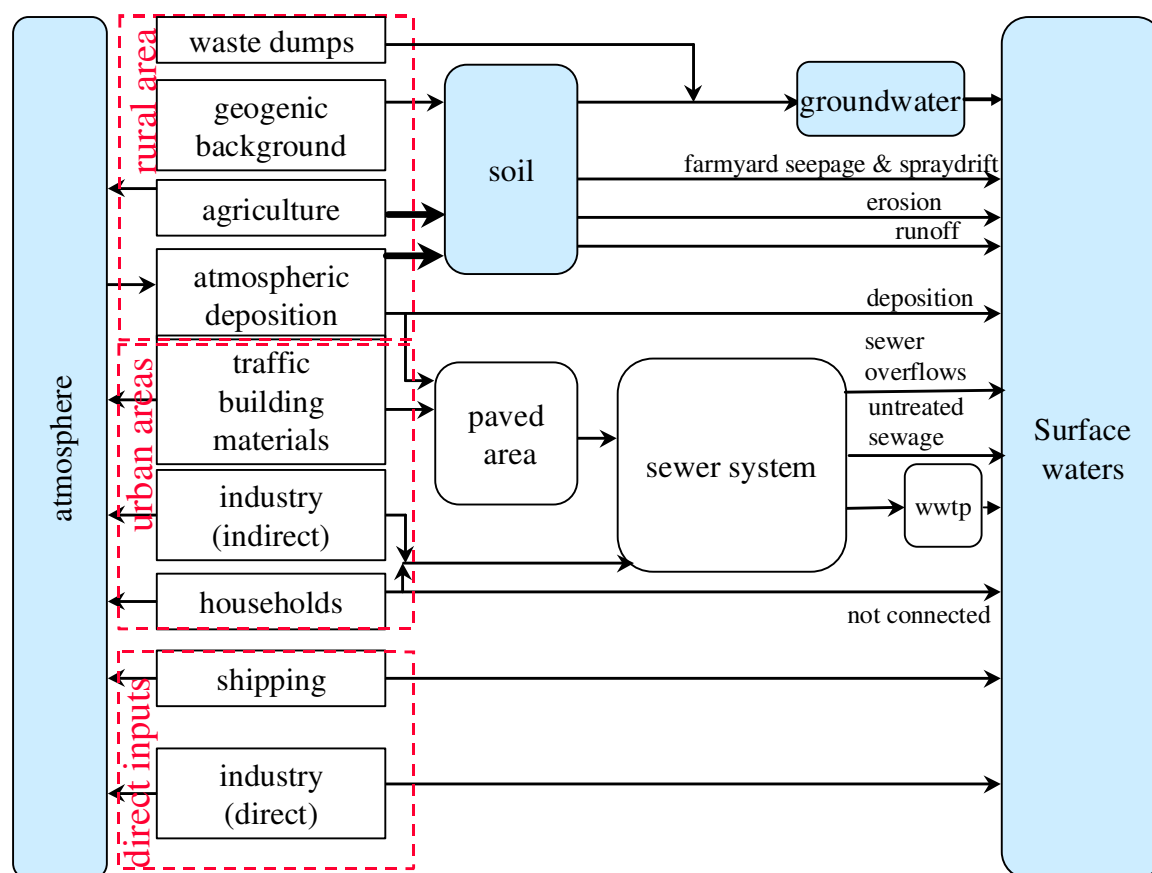 atmosphere
rural area
waste dumps
geogenic
background
agriculture
atmospheric
deposition
urban areas
traffic
building
materials
industry
(indirect)
households
direct inputs
shipping
industry
(direct)
soil
paved
area
sewer system
groundwater
farmyard seepage & spraydrift
erosion
runoff
deposition
sewer
overflows
untreated
sewage
wwtp
not connected
Surface
waters